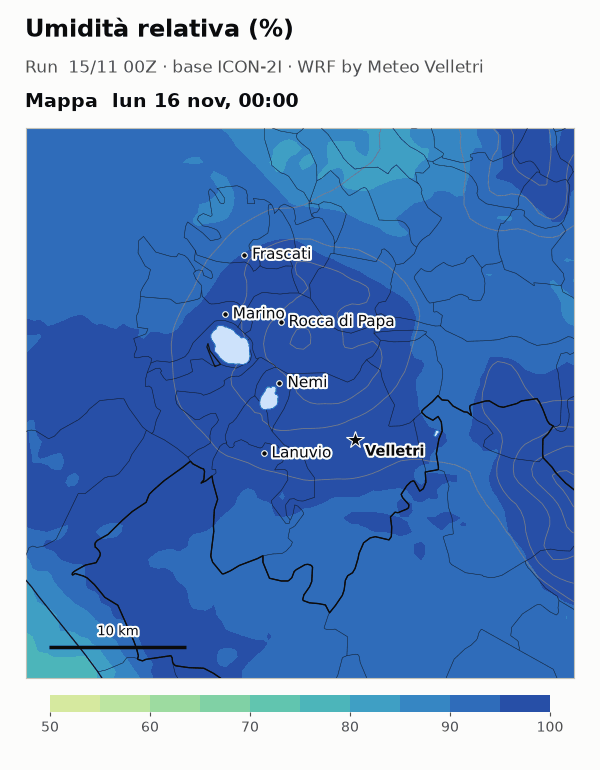 Umidità relativa (%)
Run  15/11 00Z · base ICON-2I · WRF by Meteo Velletri
Mappa  lun 16 nov, 00:00
Frascati
Marino
Rocca di Papa
Nemi
Velletri
Lanuvio
10 km
50 60 70 80 90 100